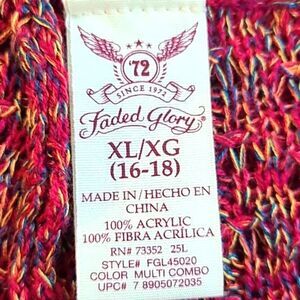 '72
SINCE 1972
Faded Glory®
XL/XG
(16-18)
MADE IN/HECHO EN
CHINA
100% ACRYLIC
100% FIBRA ACRÍLICA
RN# 73352 25L
STYLE# FGL45020
COLOR MULTI COMBO
UPC# 7 8905072035